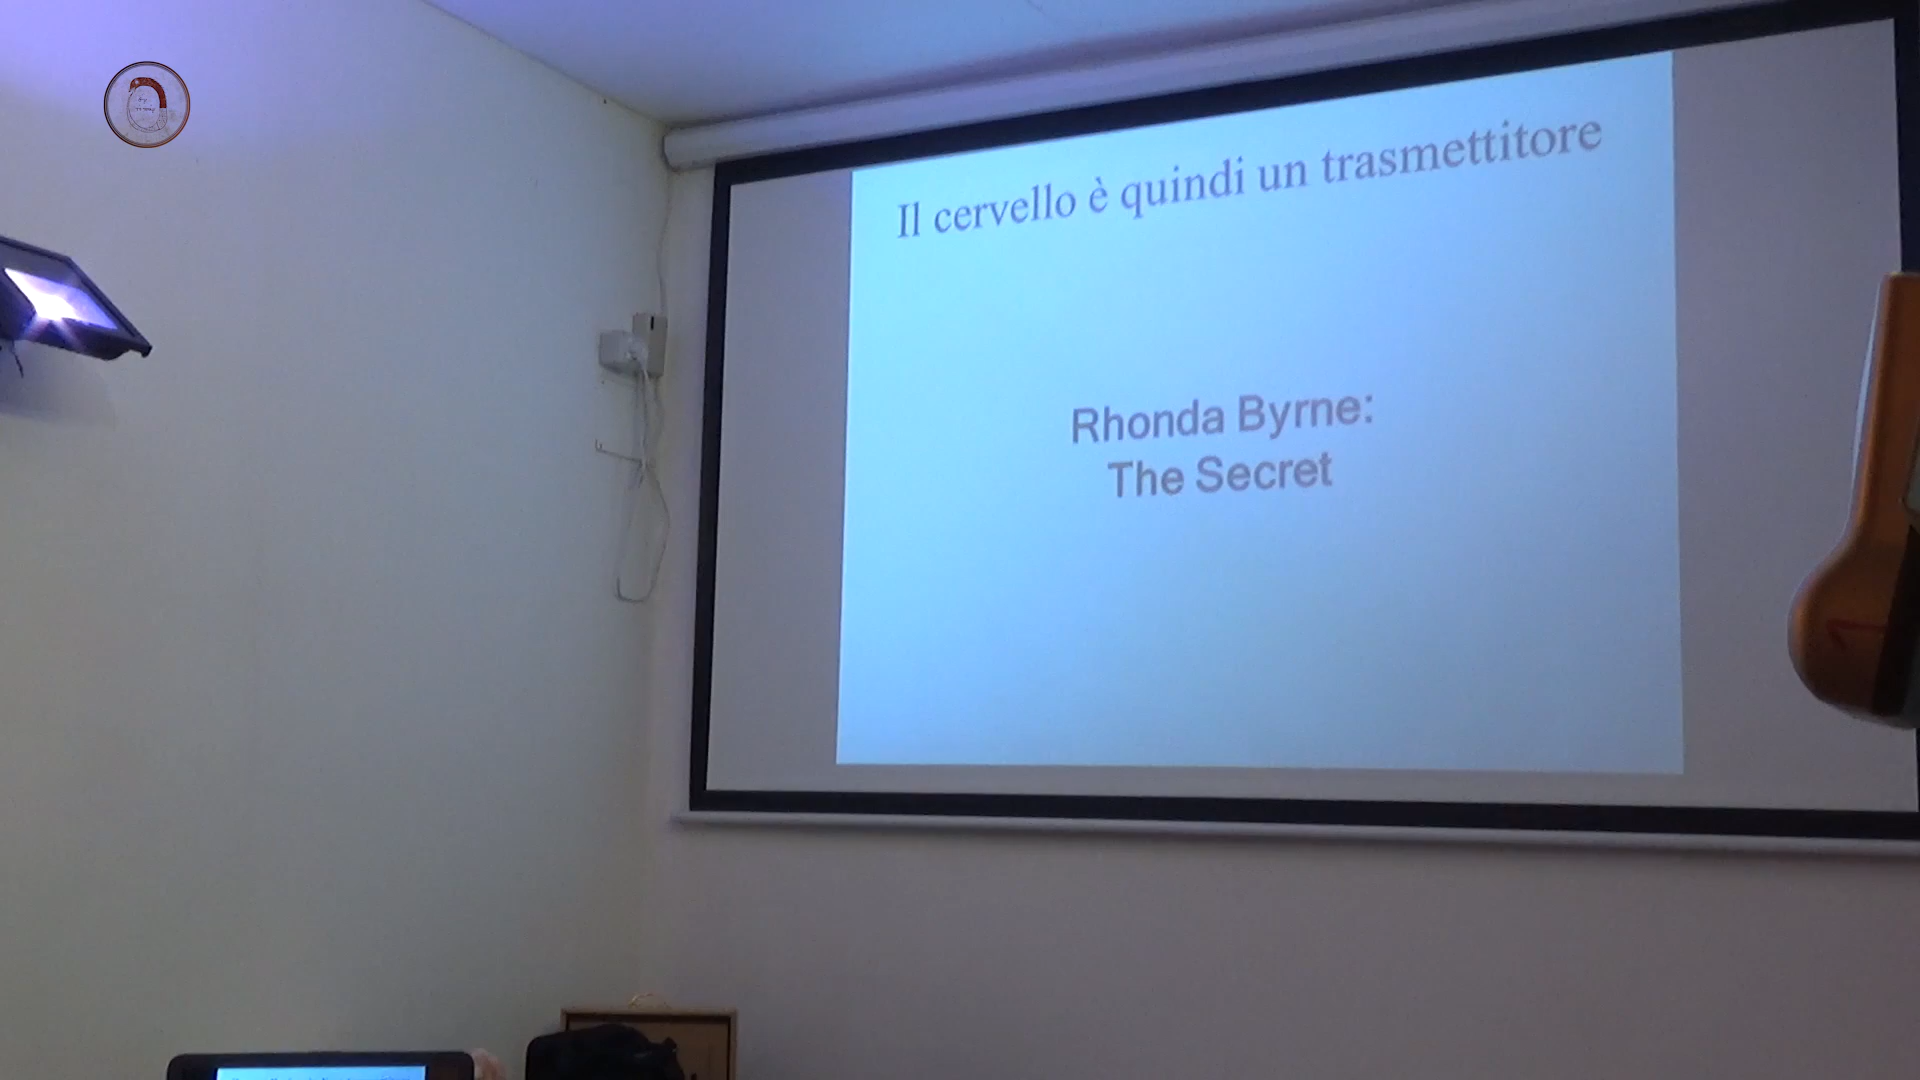 Il cervello è quindi un trasmettitore
Rhonda Byrne:
The Secret